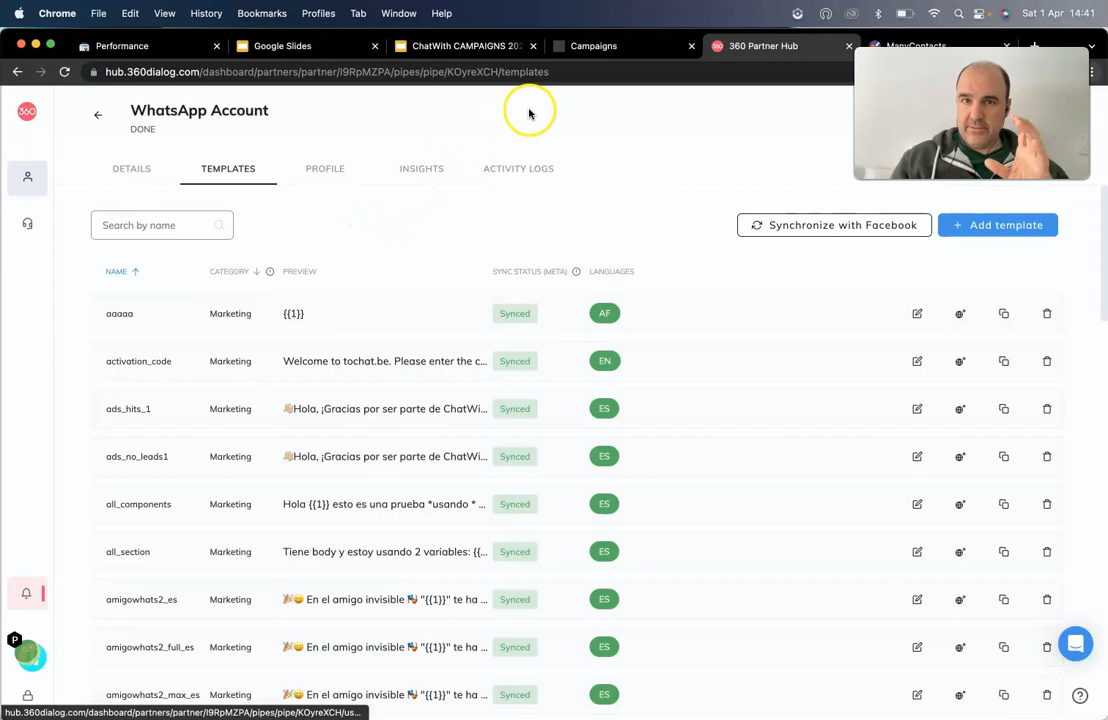 Chrome File Edit View History Bookmarks Profiles Tab Window Help Sat 1 Apr 14:41
Performance Google Slides ChatWith CAMPAIGNS 202 Campaigns 360 Partner Hub ManyContacts
hub.360dialog.com/dashboard/partners/partner/I9RpMZPA/pipes/pipe/KOyreXCH/templates
360
WhatsApp Account
DONE
DETAILS TEMPLATES PROFILE INSIGHTS ACTIVITY LOGS
Search by name Synchronize with Facebook + Add template
NAME CATEGORY PREVIEW SYNC STATUS (META) LANGUAGES
aaaaa Marketing {{1}} Synced AF
activation_code Marketing Welcome to tochat.be. Please enter the c... Synced EN
ads_hits_1 Marketing 👋🏼Hola, ¡Gracias por ser parte de ChatWi... Synced ES
ads_no_leads1 Marketing 👋🏼Hola, ¡Gracias por ser parte de ChatWi... Synced ES
all_components Marketing Hola {{1}} esto es una prueba *usando * ... Synced ES
all_section Marketing Tiene body y estoy usando 2 variables: {{... Synced ES
amigowhats2_es Marketing 🎉😄 En el amigo invisible 🎅 "{{1}}" te ha ... Synced ES
amigowhats2_full_es Marketing 🎉😄 En el amigo invisible 🎅 "{{1}}" te ha ... Synced ES
P
amigowhats2_max_es Marketing 🎉😄 En el amigo invisible 🎅 "{{1}}" te ha ... Synced ES
hub.360dialog.com/dashboard/partners/partner/I9RpMZPA/pipes/pipe/KOyreXCH/us...